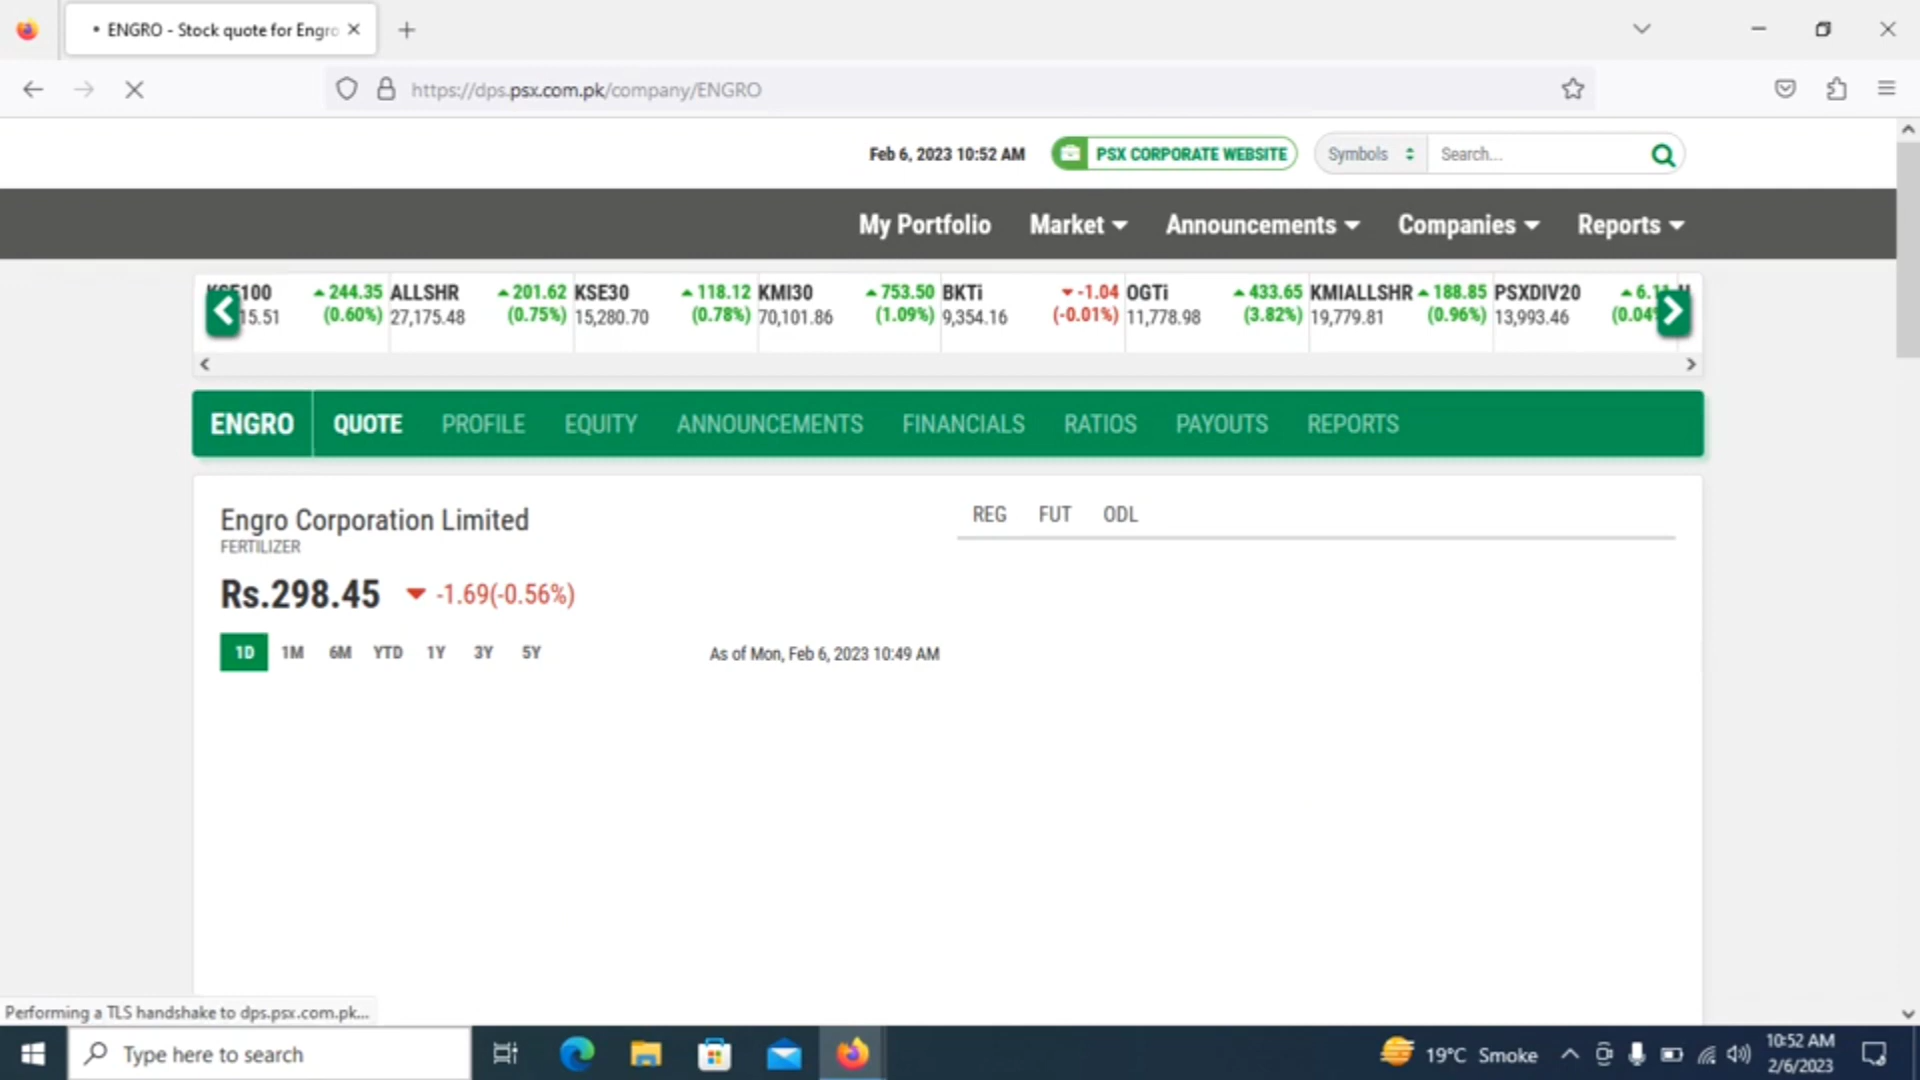 ENGRO - Stock quote for Engro
https://dps.psx.com.pk/company/ENGRO
Feb 6, 2023 10:52 AM
PSX CORPORATE WEBSITE
Symbols
Search...
My Portfolio Market Announcements Companies Reports
244.35 ALLSHR 201.62 KSE30 118.12 KMI30 753.50 BKTi -1.04 OGTi 433.65 KMIALLSHR 188.85 PSXDIV20
15.51 (0.60%) 27,175.48 (0.75%) 15,280.70 (0.78%) 70,101.86 (1.09%) 9,354.16 (-0.01%) 11,778.98 (3.82%) 19,779.81 (0.96%) 13,993.46
ENGRO QUOTE PROFILE EQUITY ANNOUNCEMENTS FINANCIALS RATIOS PAYOUTS REPORTS
Engro Corporation Limited
FERTILIZER
Rs.298.45 -1.69(-0.56%)
1D 1M 6M YTD 1Y 3Y 5Y
As of Mon, Feb 6, 2023 10:49 AM
REG FUT ODL
Performing a TLS handshake to dps.psx.com.pk...
Type here to search
19°C Smoke
10:52 AM
2/6/2023